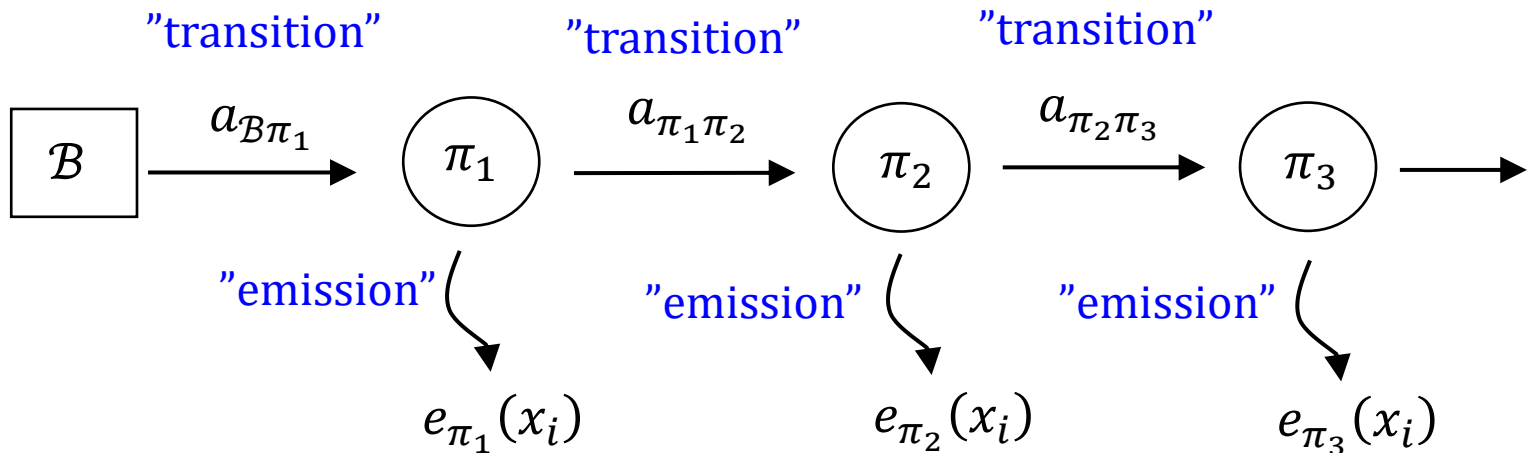 ”transition” ”transition” ”transition”
a_{ℬπ_1} a_{π_1π_2} a_{π_2π_3}
ℬ π_1 π_2 π_3
”emission” ”emission” ”emission”
e_{π_1}(x_i) e_{π_2}(x_i) e_{π_3}(x_i)